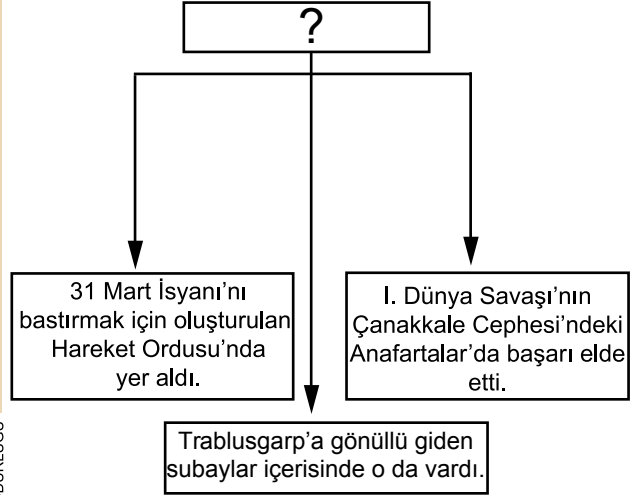 ?
31 Mart İsyanı'nı
bastırmak için oluşturulan
Hareket Ordusu'nda
yer aldı.
I. Dünya Savaşı'nın
Çanakkale Cephesi'ndeki
Anafartalar'da başarı elde
etti.
Trablusgarp'a gönüllü giden
subaylar içerisinde o da vardı.